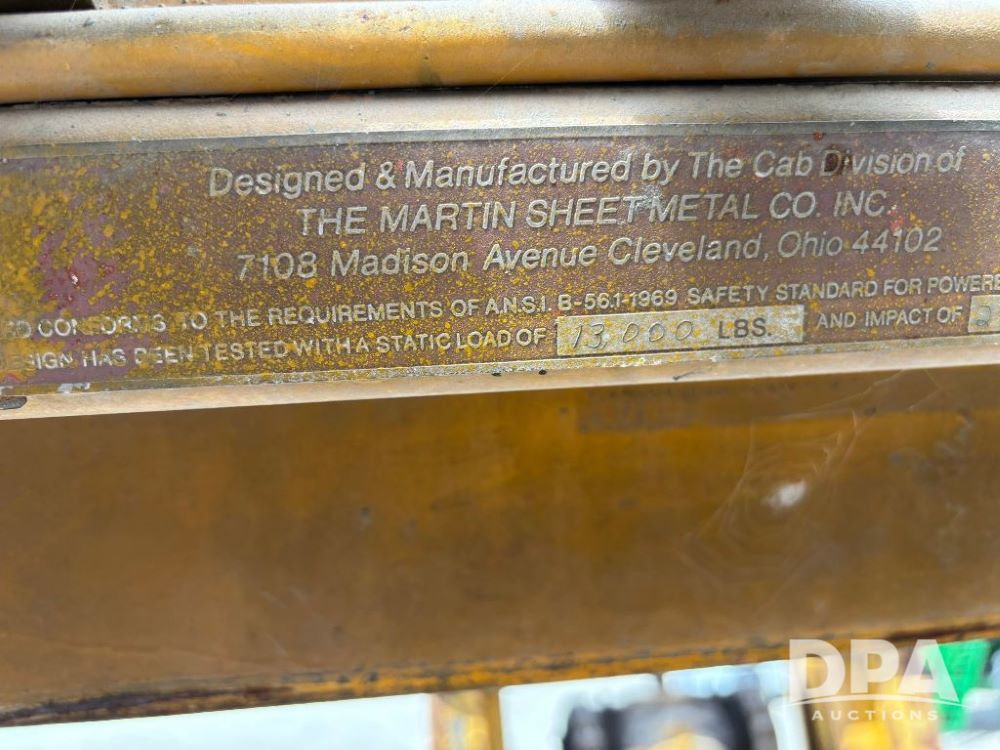 Designed & Manufactured by The Cab Division of
THE MARTIN SHEET METAL CO. INC.
7108 Madison Avenue Cleveland, Ohio 44102
CONFORMS TO THE REQUIREMENTS OF A.N.S.I. B-56.1-1969 SAFETY STANDARD FOR POWERED
HAS BEEN TESTED WITH A STATIC LOAD OF 13,000 LBS. AND IMPACT OF
DPA
AUCTIONS